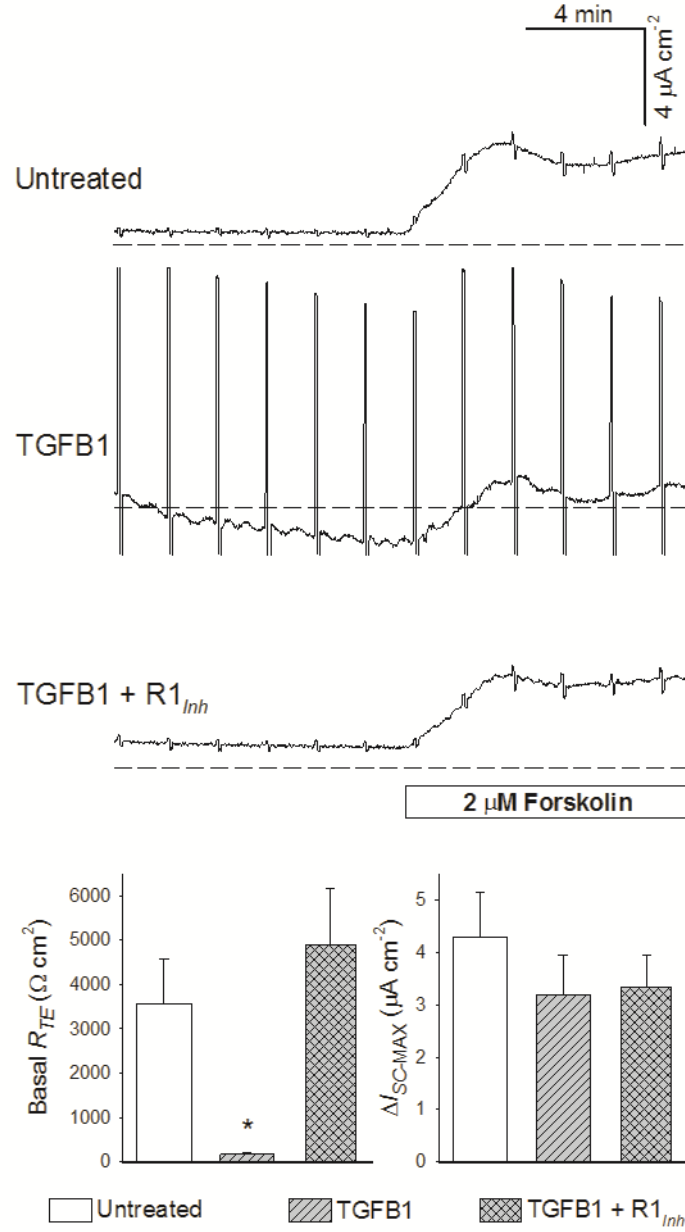 4 min
4 μA cm-2
Untreated
TGFB1
TGFB1 + R1Inh
2 μM Forskolin
Basal RTE (Ω cm2)
6000
5000
4000
3000
2000
1000
0
*
ΔISC-MAX (μA cm-2)
5
4
3
2
1
0
Untreated
TGFB1
TGFB1 + R1Inh